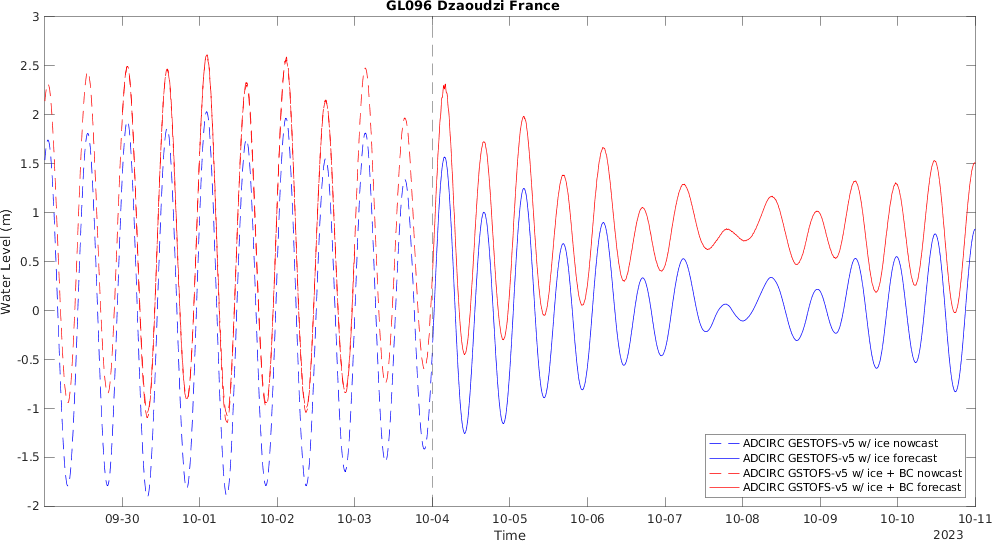 GL096 Dzaoudzi France
3
2.5
2
1.5
1
0.5
0
-0.5
-1
-1.5
-2
Water Level (m)
ADCIRC GESTOFS-v5 w/ ice nowcast
ADCIRC GESTOFS-v5 w/ ice forecast
ADCIRC GSTOFS-v5 w/ ice + BC nowcast
ADCIRC GSTOFS-v5 w/ ice + BC forecast
09-30 10-01 10-02 10-03 10-04 10-05 10-06 10-07 10-08 10-09 10-10 10-11
Time
2023